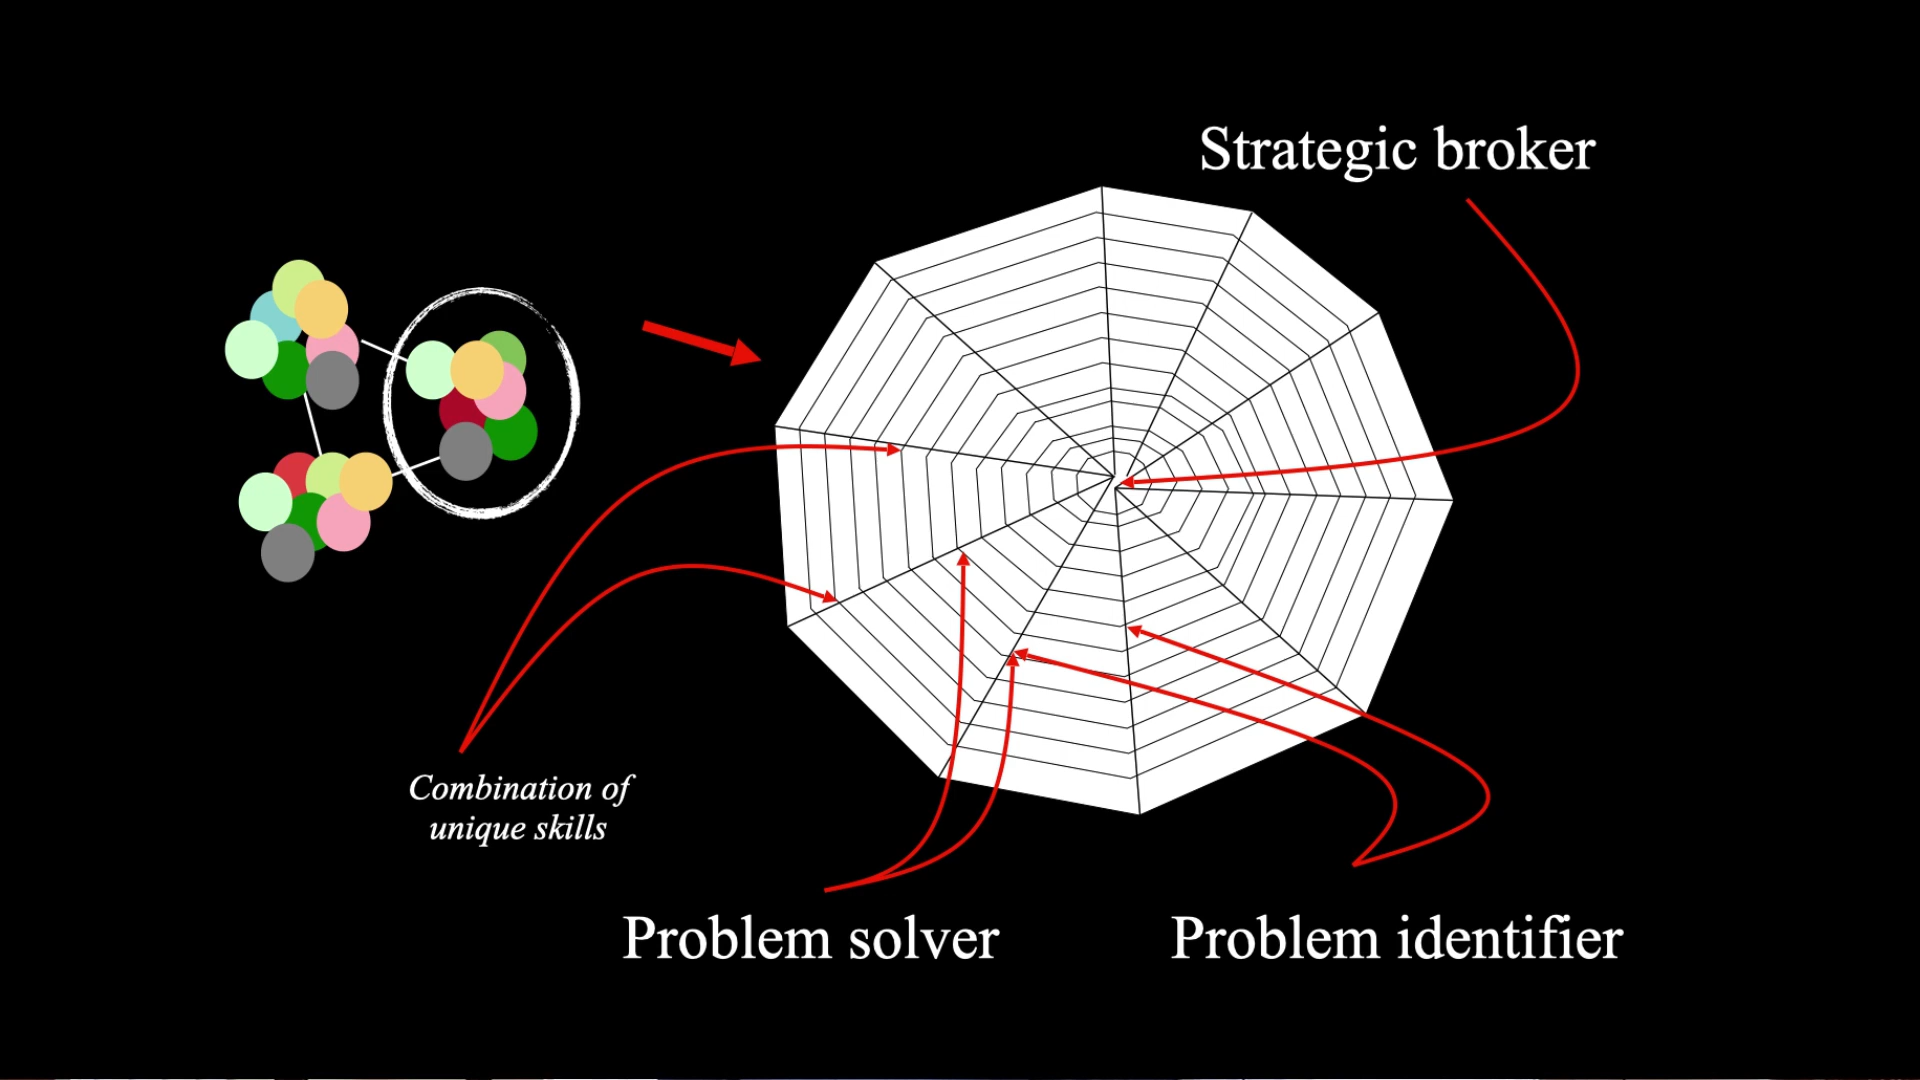 Strategic broker
Combination of
unique skills
Problem solver
Problem identifier